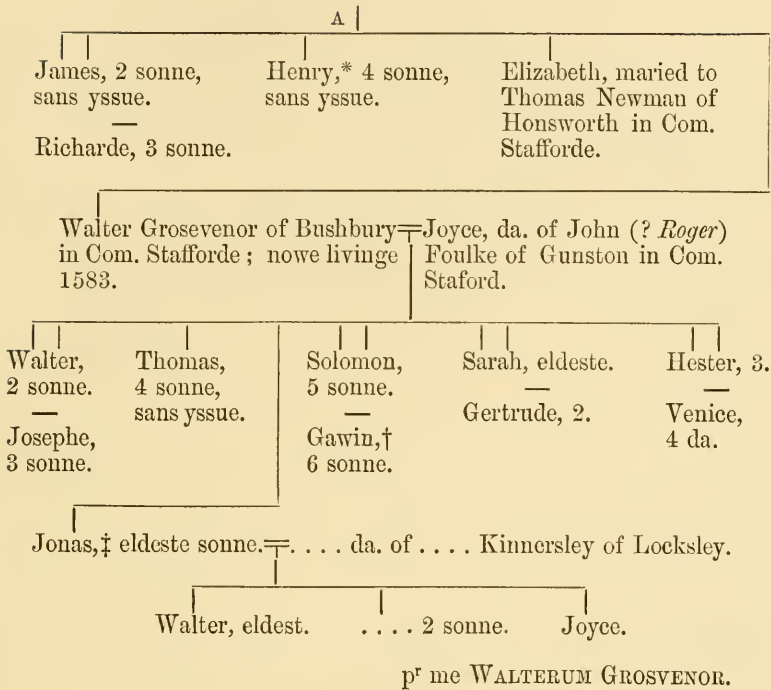 A
James, 2 sonne,
sans yssue.
—
Richarde, 3 sonne.
Henry,* 4 sonne,
sans yssue.
Elizabeth, maried to
Thomas Newman of
Honsworth in Com.
Stafforde.
Walter Grosevenor of Bushbury
in Com. Stafforde; nowe livinge
1583.
Joyce, da. of John (? Roger)
Foulke of Gunston in Com.
Staford.
Walter,
2 sonne.
—
Josephe,
3 sonne.
Thomas,
4 sonne,
sans yssue.
Solomon,
5 sonne.
—
Gawin,†
6 sonne.
Sarah, eldeste.
—
Gertrude, 2.
Hester, 3.
—
Venice,
4 da.
Jonas,‡ eldeste sonne. . . . . da. of . . . . Kinnersley of Locksley.
Walter, eldest. . . . . 2 sonne. Joyce.
pʳ me WALTERUM GROSVENOR.